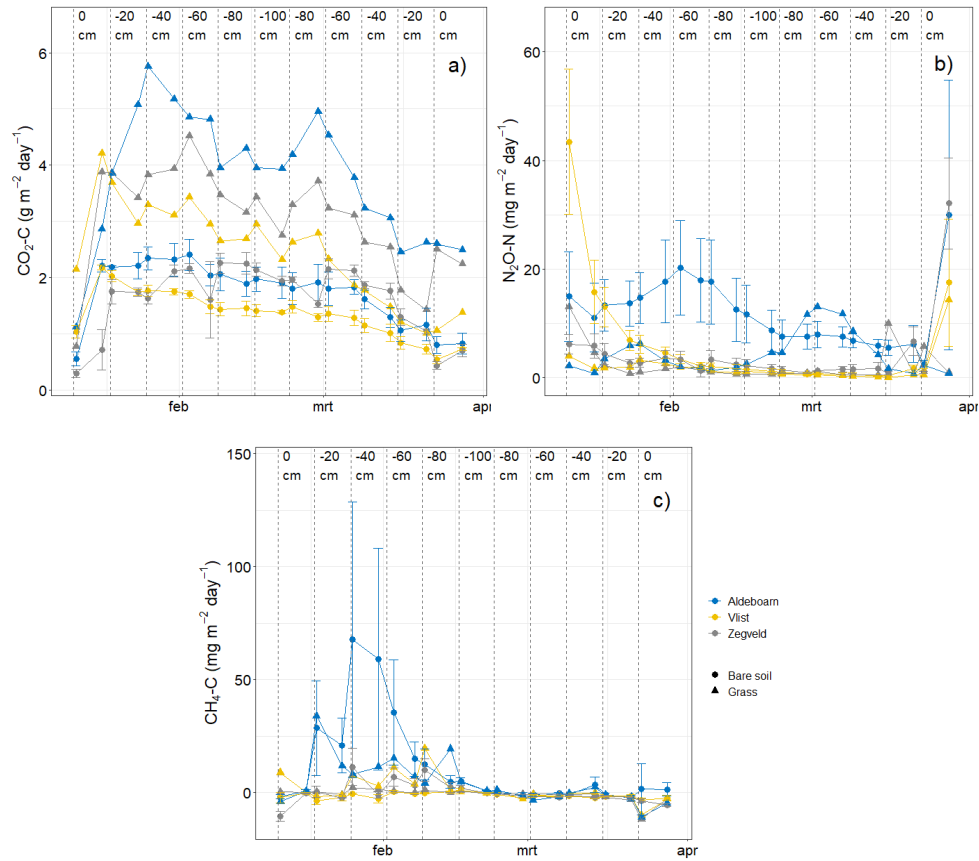 0 -20 -40 -60 -80 -100 -80 -60 -40 -20 0
cm cm cm cm cm cm cm cm cm cm cm
a)
6
4
2
0
CO2-C (g m−2 day−1)
feb mrt apr
0 -20 -40 -60 -80 -100 -80 -60 -40 -20 0
cm cm cm cm cm cm cm cm cm cm cm
b)
60
40
20
0
N2O-N (mg m−2 day−1)
feb mrt apr
0 -20 -40 -60 -80 -100 -80 -60 -40 -20 0
cm cm cm cm cm cm cm cm cm cm cm
c)
150
100
50
0
CH4-C (mg m−2 day−1)
feb mrt apr
Aldeboarn
Vlist
Zegveld
Bare soil
Grass